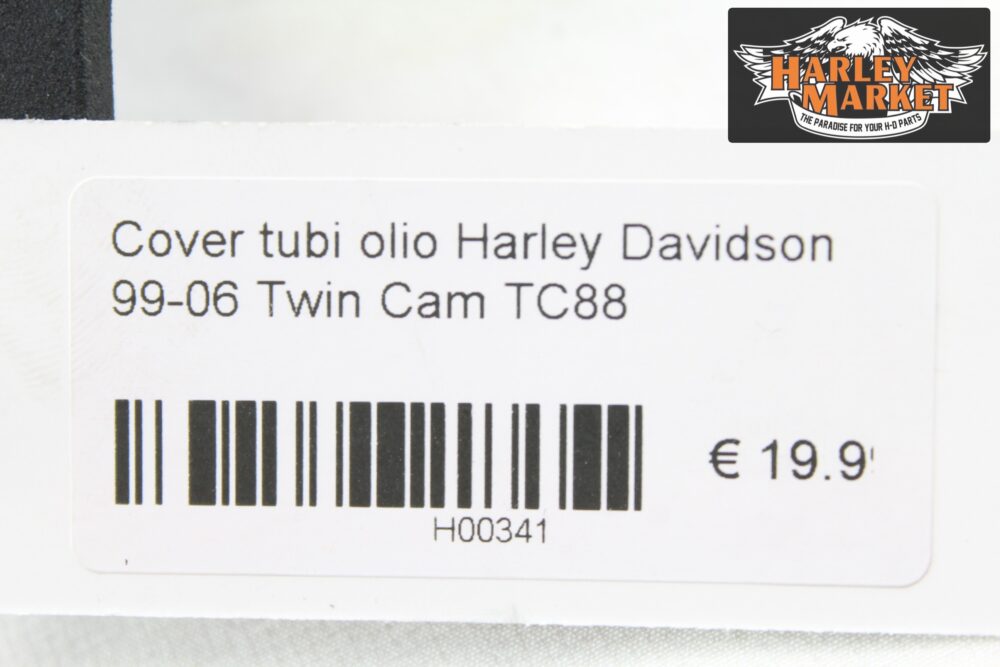 HARLEY
MARKET
THE PARADISE FOR YOUR H-D PARTS
Cover tubi olio Harley Davidson
99-06 Twin Cam TC88
€ 19.9
H00341